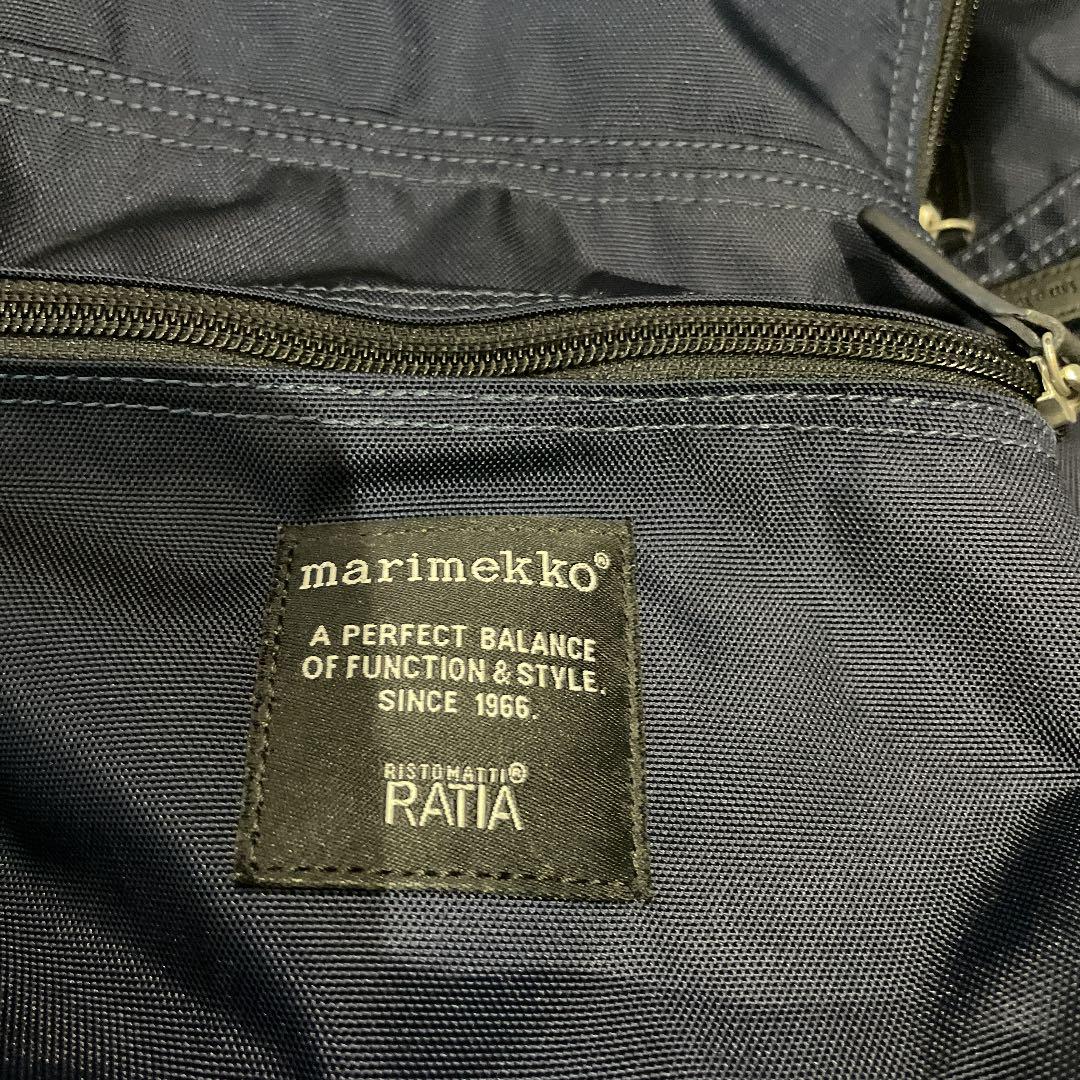 marimekko®
A PERFECT BALANCE
OF FUNCTION & STYLE.
SINCE 1966.
RISTOMATTI®
RATIA